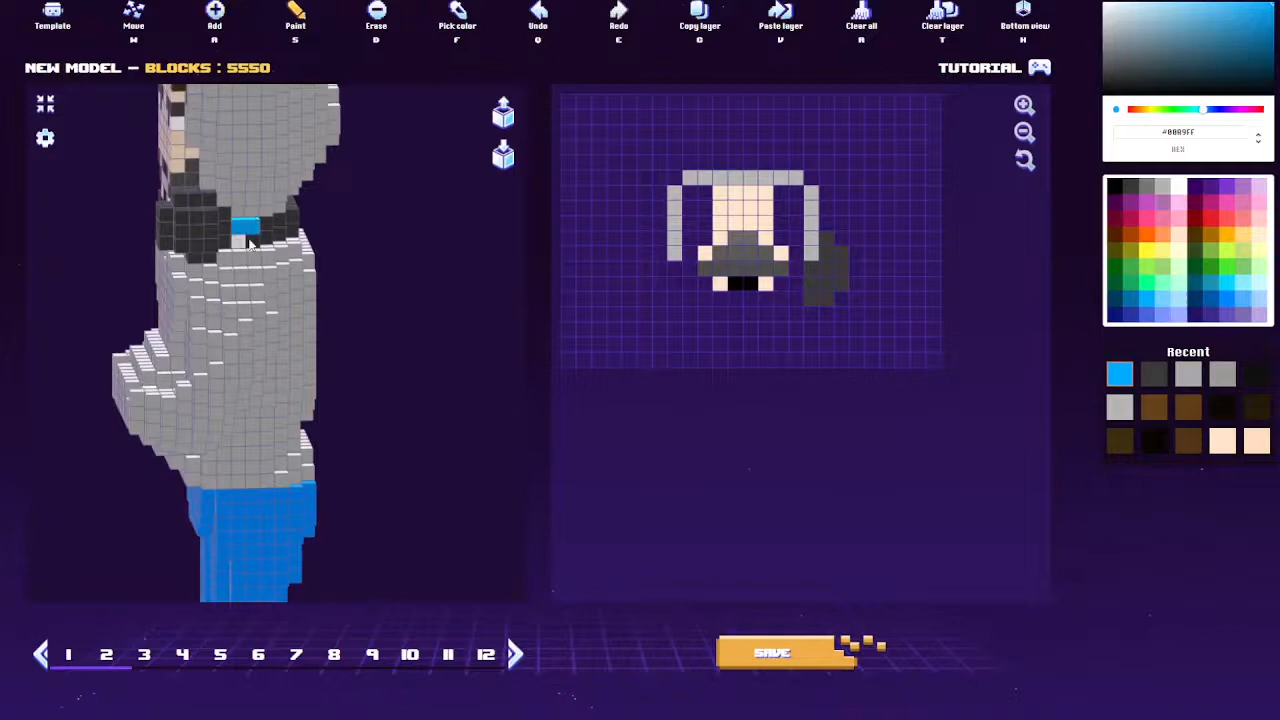 Template Move Add Paint Erase Pick color Undo Redo Copy layer Paste layer Clear all Clear layer Bottom view
M A S D F Q E C V R T H
NEW MODEL – BLOCKS : 5550
TUTORIAL
#00A9FF
HEX
Recent
1 2 3 4 5 6 7 8 9 10 11 12
SAVE